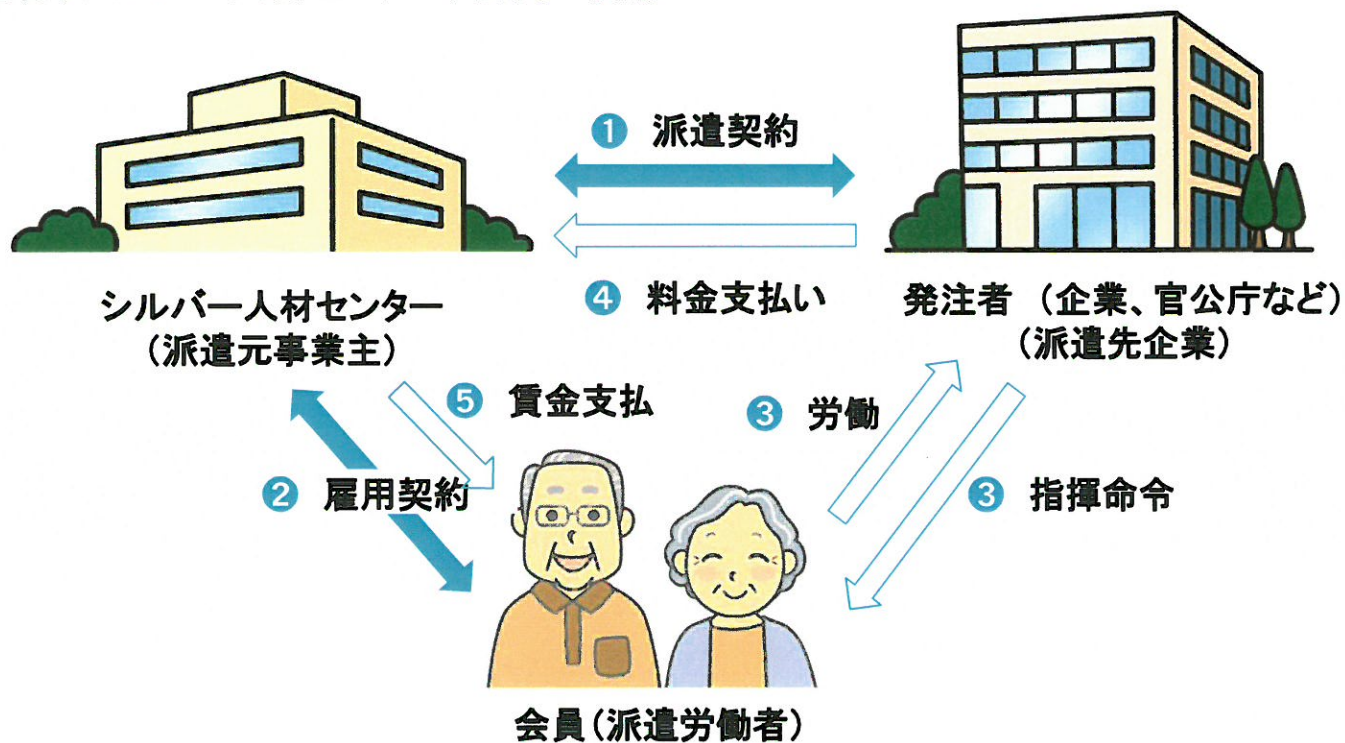 ❶ 派遣契約
❹ 料金支払い
シルバー人材センター
（派遣元事業主）
発注者 （企業、官公庁など）
（派遣先企業）
❺ 賃金支払
❸ 労働
❷ 雇用契約
❸ 指揮命令
会員（派遣労働者）